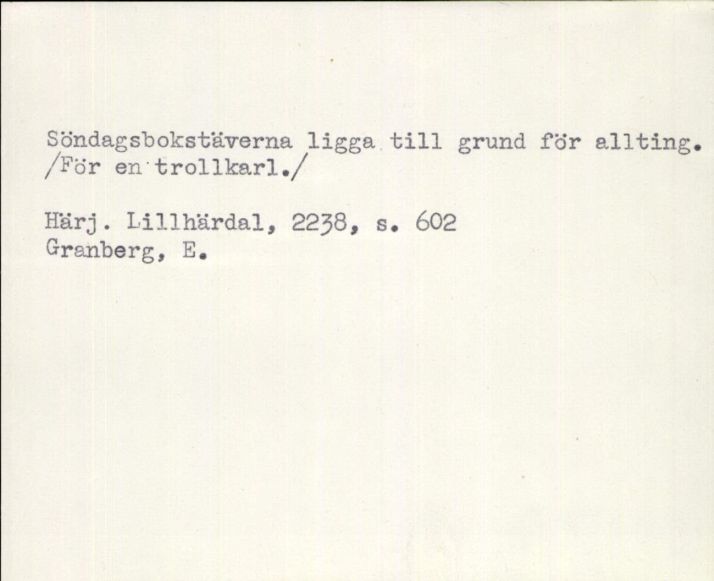 Söndagsbokstäverna ligga till grund för allting.
/För en trollkarl./
Härj. Lillhärdal, 2238, s. 602
Granberg, E.